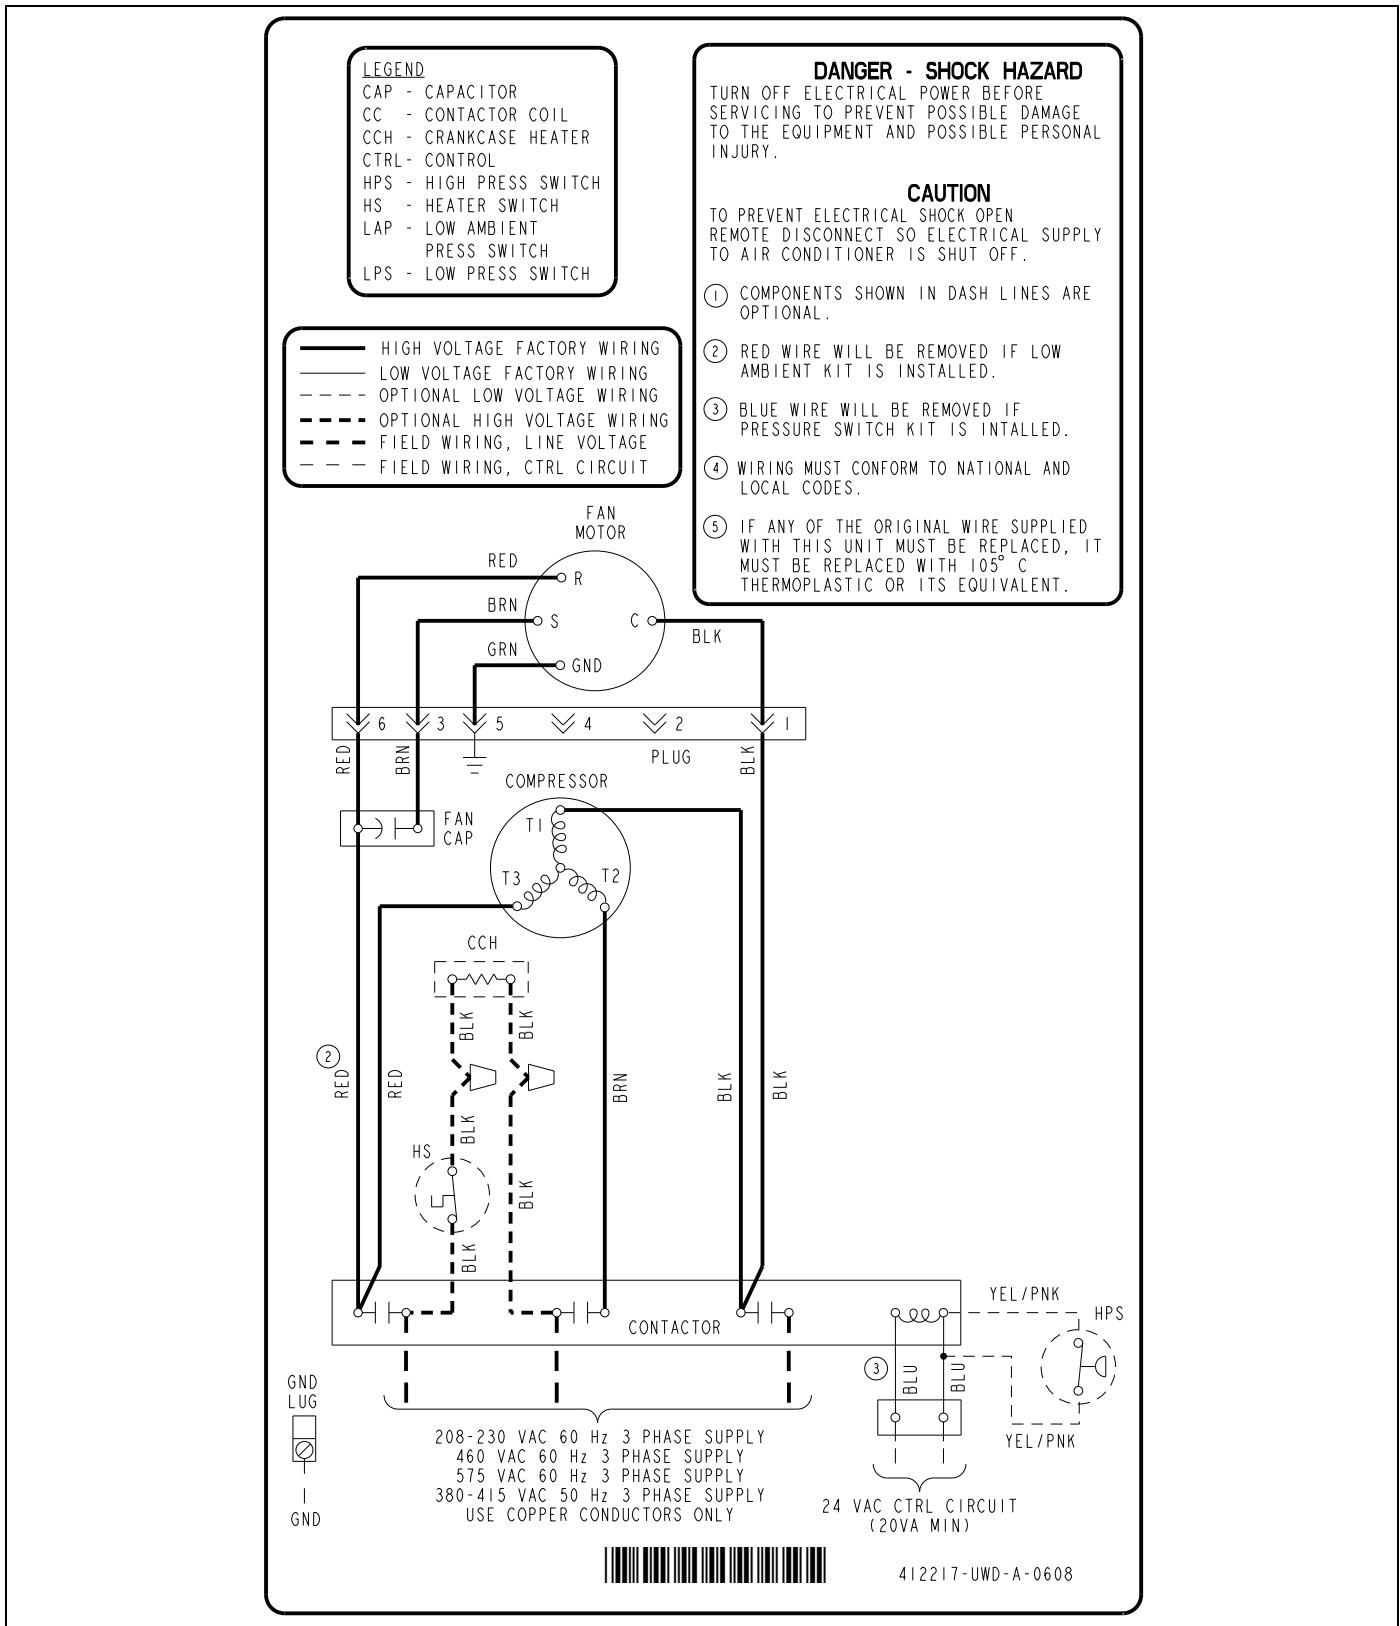 LEGEND
CAP - CAPACITOR
CC - CONTACTOR COIL
CCH - CRANKCASE HEATER
CTRL- CONTROL
HPS - HIGH PRESS SWITCH
HS - HEATER SWITCH
LAP - LOW AMBIENT
PRESS SWITCH
LPS - LOW PRESS SWITCH
HIGH VOLTAGE FACTORY WIRING
LOW VOLTAGE FACTORY WIRING
OPTIONAL LOW VOLTAGE WIRING
OPTIONAL HIGH VOLTAGE WIRING
FIELD WIRING, LINE VOLTAGE
FIELD WIRING, CTRL CIRCUIT
DANGER - SHOCK HAZARD
TURN OFF ELECTRICAL POWER BEFORE
SERVICING TO PREVENT POSSIBLE DAMAGE
TO THE EQUIPMENT AND POSSIBLE PERSONAL
INJURY.
CAUTION
TO PREVENT ELECTRICAL SHOCK OPEN
REMOTE DISCONNECT SO ELECTRICAL SUPPLY
TO AIR CONDITIONER IS SHUT OFF.
1 COMPONENTS SHOWN IN DASH LINES ARE
OPTIONAL.
2 RED WIRE WILL BE REMOVED IF LOW
AMBIENT KIT IS INSTALLED.
3 BLUE WIRE WILL BE REMOVED IF
PRESSURE SWITCH KIT IS INTALLED.
4 WIRING MUST CONFORM TO NATIONAL AND
LOCAL CODES.
5 IF ANY OF THE ORIGINAL WIRE SUPPLIED
WITH THIS UNIT MUST BE REPLACED, IT
MUST BE REPLACED WITH 105° C
THERMOPLASTIC OR ITS EQUIVALENT.
FAN
MOTOR
RED
R
BRN
S
C
BLK
GRN
GND
6 3 5 4 2 1
RED
BRN
PLUG
BLK
COMPRESSOR
FAN
CAP
T1
T3
T2
CCH
BLK
BLK
2
RED
RED
BRN
BLK
BLK
BLK
HS
BLK
BLK
CONTACTOR
YEL/PNK
HPS
3
BLU
BLU
YEL/PNK
GND
LUG
GND
208-230 VAC 60 Hz 3 PHASE SUPPLY
460 VAC 60 Hz 3 PHASE SUPPLY
575 VAC 60 Hz 3 PHASE SUPPLY
380-415 VAC 50 Hz 3 PHASE SUPPLY
USE COPPER CONDUCTORS ONLY
24 VAC CTRL CIRCUIT
(20VA MIN)
412217-UWD-A-0608